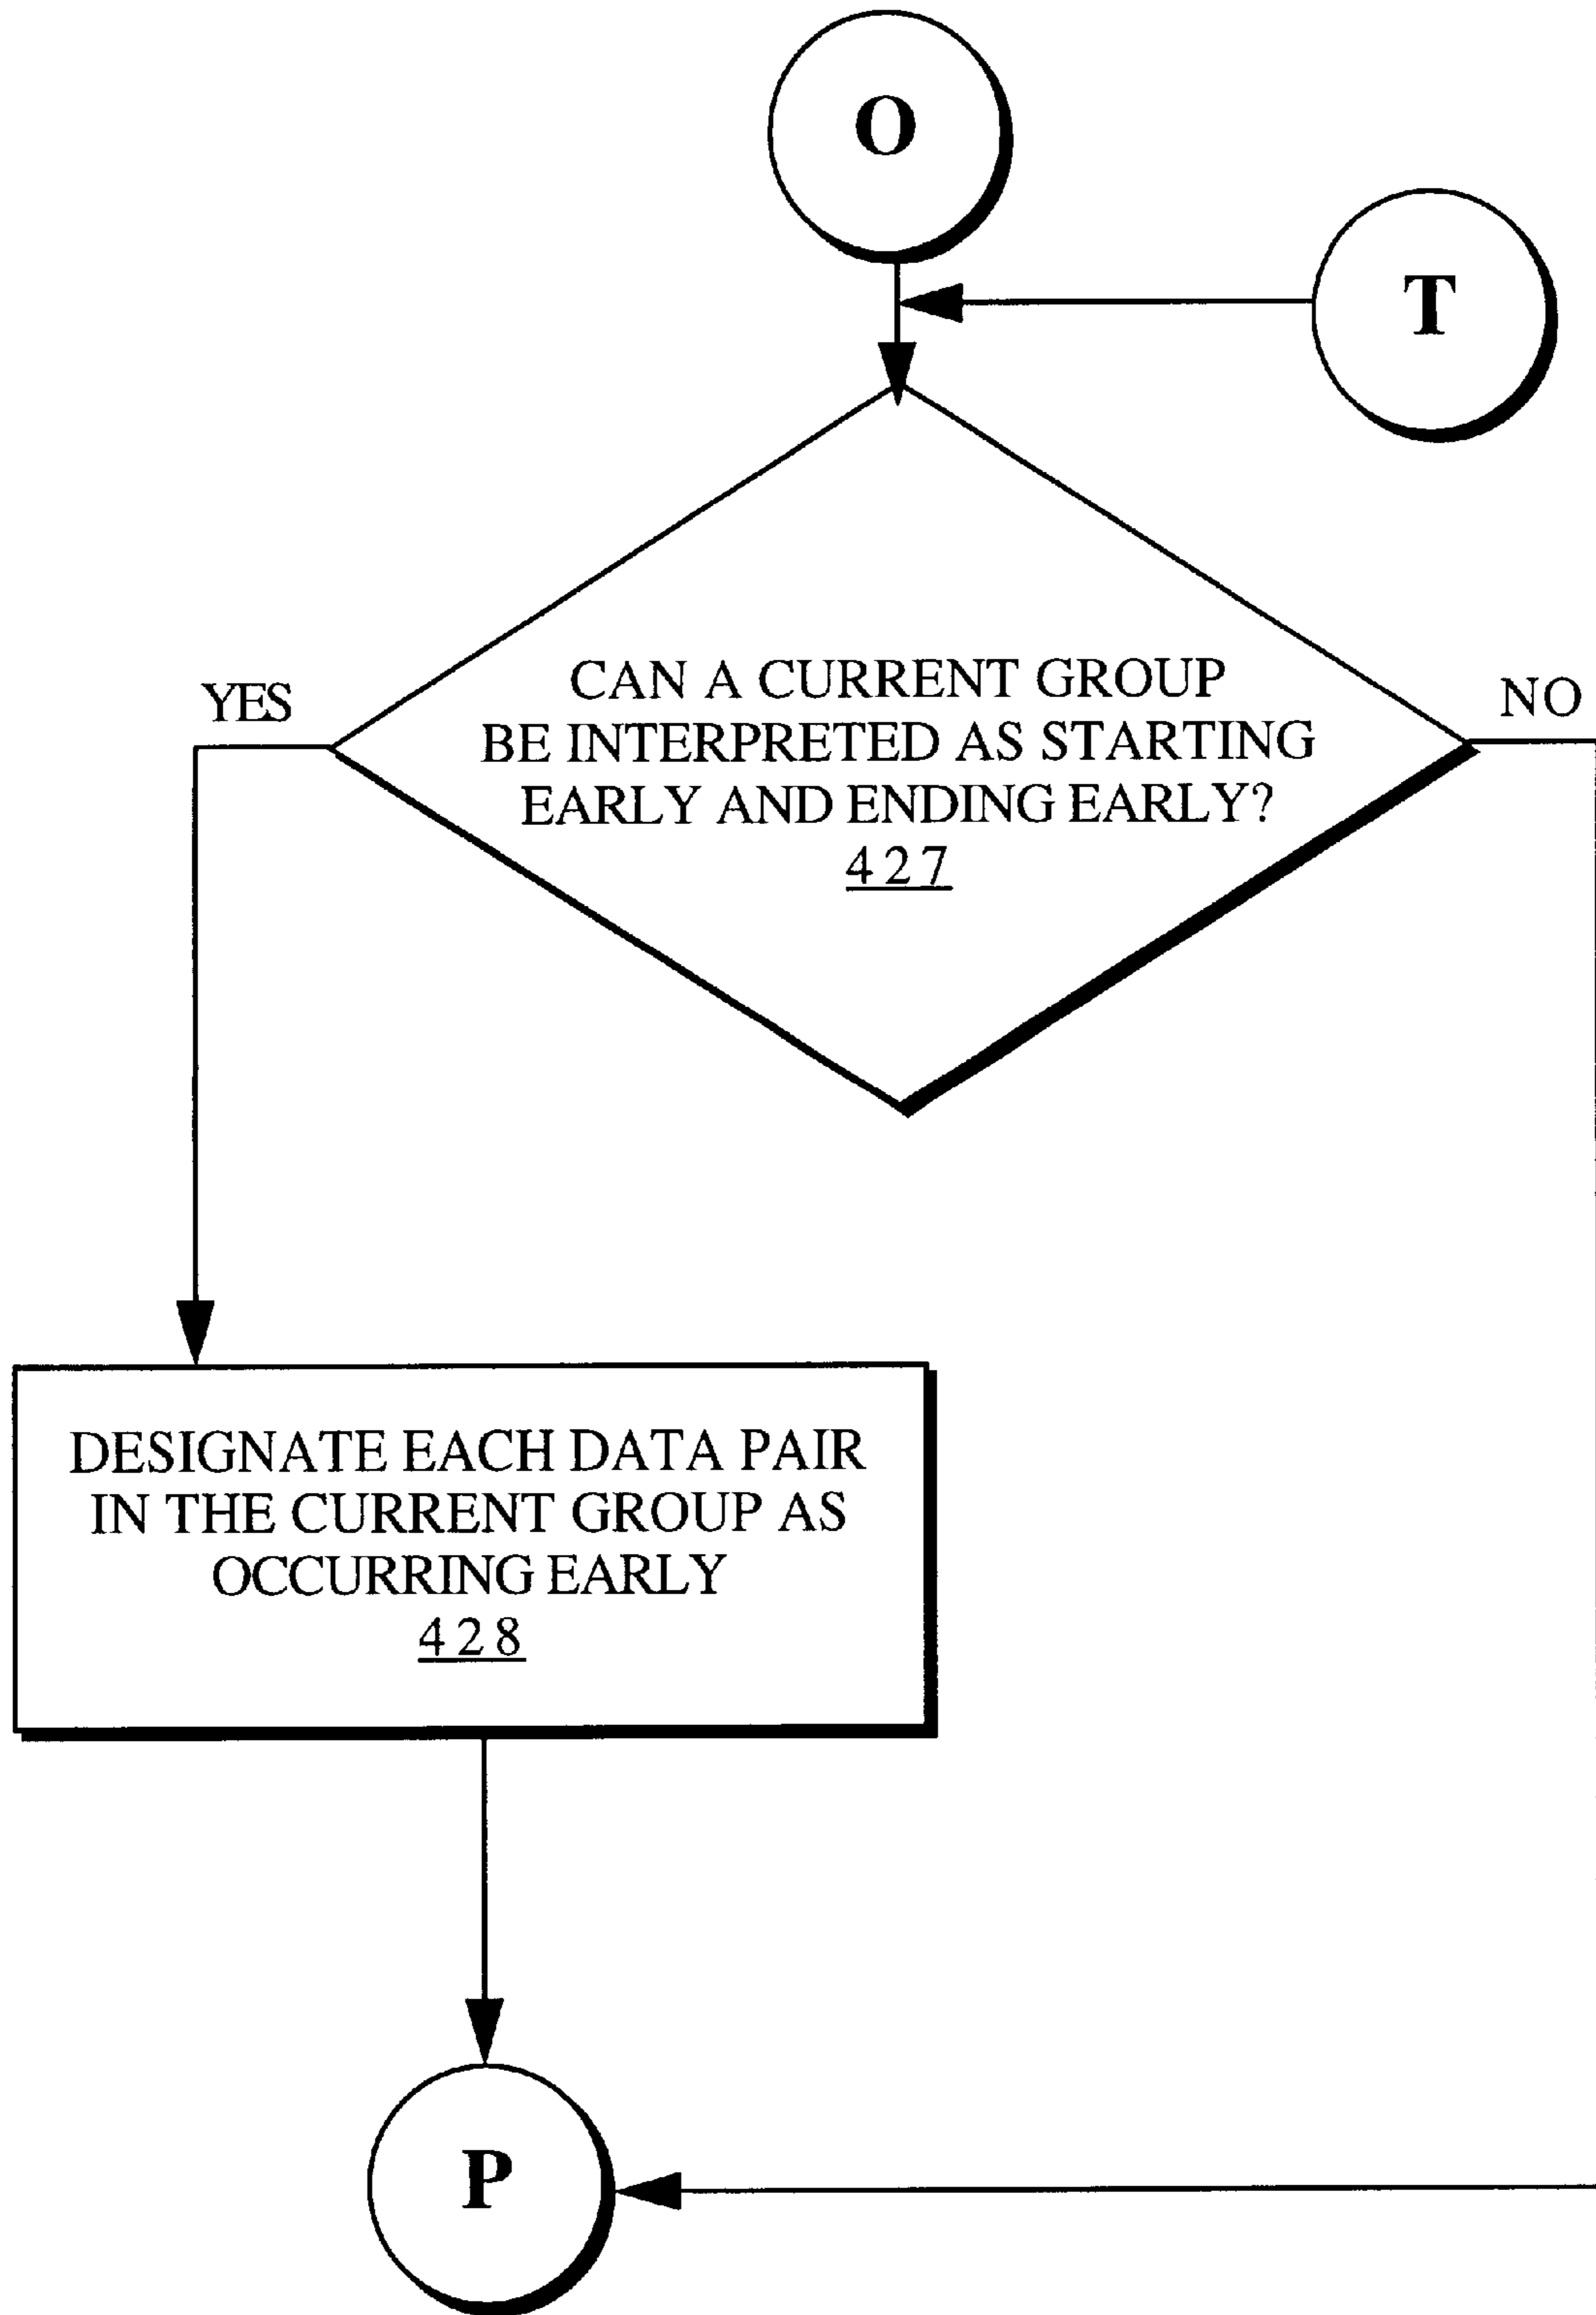 O
T
YES
NO
CAN A CURRENT GROUP
BE INTERPRETED AS STARTING
EARLY AND ENDING EARLY?
427
DESIGNATE EACH DATA PAIR
IN THE CURRENT GROUP AS
OCCURRING EARLY
428
P